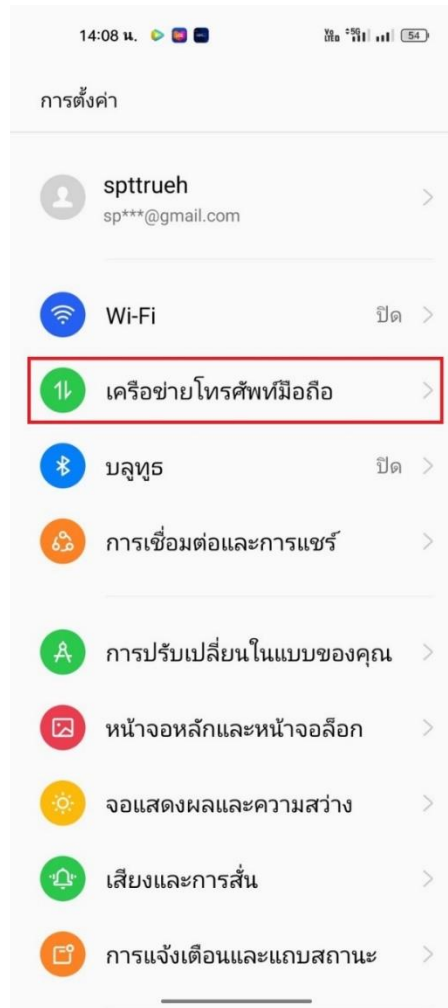 14:08 น. Vo LTE 5G 54
การตั้งค่า
spttrueh
sp***@gmail.com
Wi-Fi ปิด
เครือข่ายโทรศัพท์มือถือ
บลูทูธ ปิด
การเชื่อมต่อและการแชร์
การปรับเปลี่ยนในแบบของคุณ
หน้าจอหลักและหน้าจอล็อก
จอแสดงผลและความสว่าง
เสียงและการสั่น
การแจ้งเตือนและแถบสถานะ